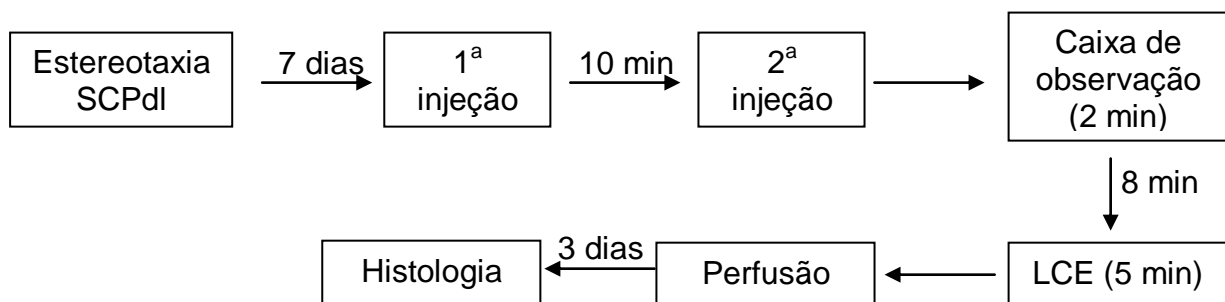 Estereotaxia
SCPdl
7 dias
1ª
injeção
10 min
2ª
injeção
Caixa de
observação
(2 min)
8 min
LCE (5 min)
Perfusão
3 dias
Histologia